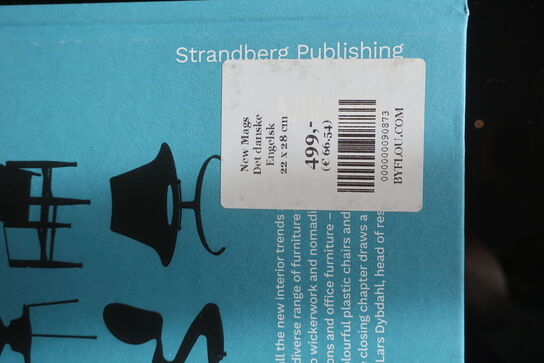 Strandberg Publishing
New Mags
Det danske
Engelsk
22 x 28 cm
499,-
(€ 66.54)
000000090873
BYFLOU.COM
ll the new interior trends
diverse range of furniture
wickerwork and nomadi
ns and office furniture –
lourful plastic chairs and
closing chapter draws a
Lars Dybdahl, head of res